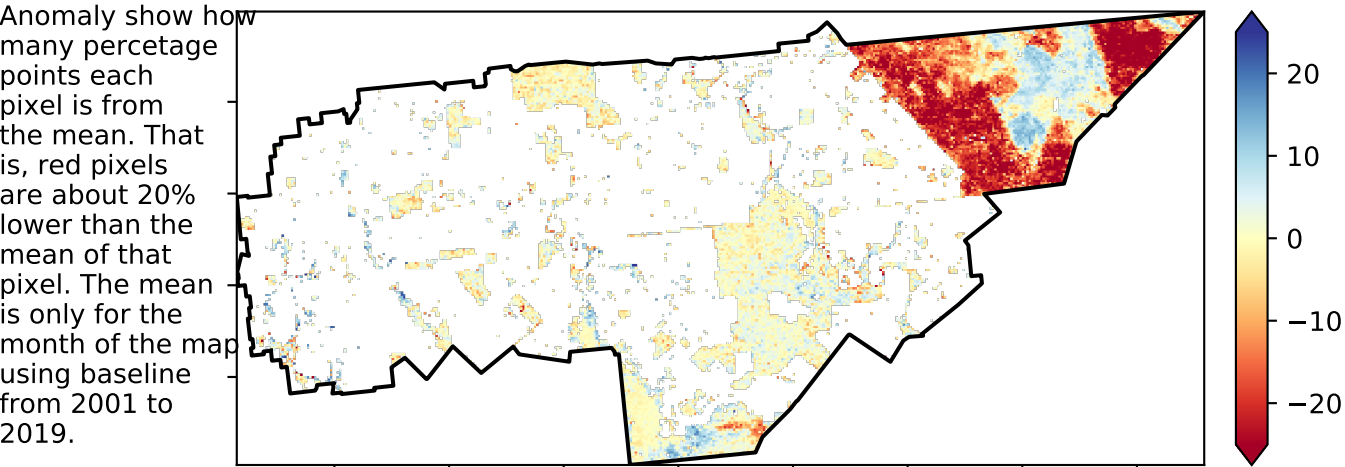 Anomaly show how
many percetage
points each
pixel is from
the mean. That
is, red pixels
are about 20%
lower than the
mean of that
pixel. The mean
is only for the
month of the map
using baseline
from 2001 to
2019.
20
10
0
−10
−20